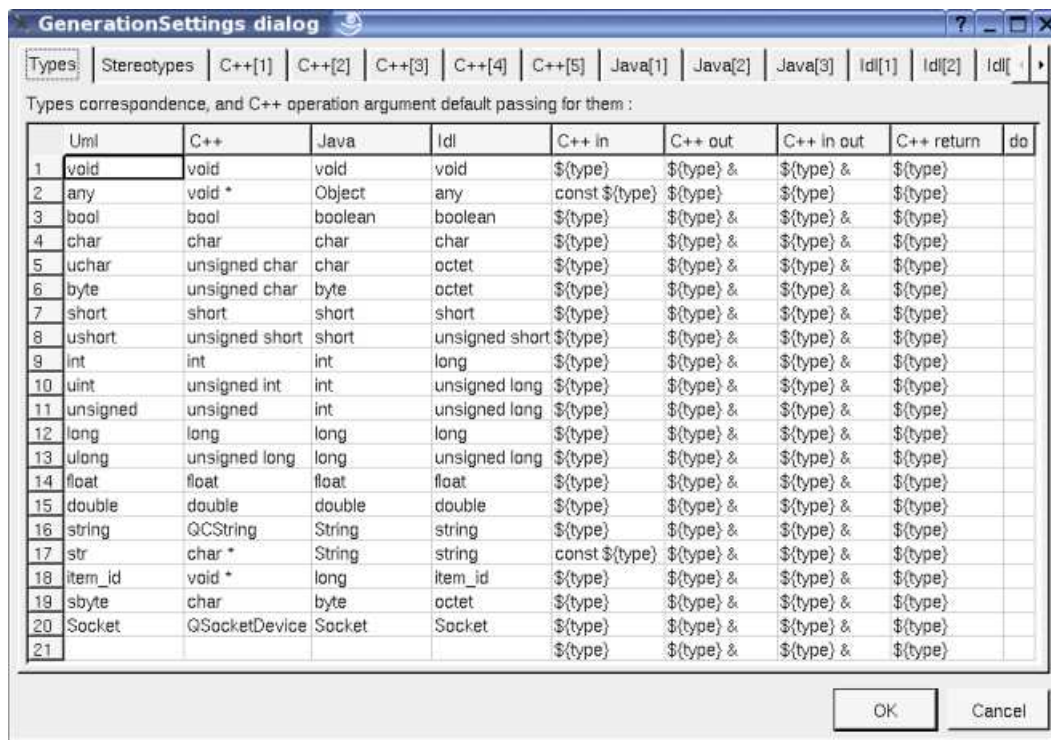 GenerationSettings dialog
Types Stereotypes C++[1] C++[2] C++[3] C++[4] C++[5] Java[1] Java[2] Java[3] Idl[1] Idl[2] Idl[
Types correspondence, and C++ operation argument default passing for them :
Uml C++ Java Idl C++ in C++ out C++ in out C++ return do
1 void void void void ${type} ${type} & ${type} & ${type}
2 any void * Object any const ${type} ${type} ${type} ${type}
3 bool bool boolean boolean ${type} ${type} & ${type} & ${type}
4 char char char char ${type} ${type} & ${type} & ${type}
5 uchar unsigned char char octet ${type} ${type} & ${type} & ${type}
6 byte unsigned char byte octet ${type} ${type} & ${type} & ${type}
7 short short short short ${type} ${type} & ${type} & ${type}
8 ushort unsigned short short unsigned short ${type} ${type} & ${type} & ${type}
9 int int int long ${type} ${type} & ${type} & ${type}
10 uint unsigned int int unsigned long ${type} ${type} & ${type} & ${type}
11 unsigned unsigned int unsigned long ${type} ${type} & ${type} & ${type}
12 long long long long ${type} ${type} & ${type} & ${type}
13 ulong unsigned long long unsigned long ${type} ${type} & ${type} & ${type}
14 float float float float ${type} ${type} & ${type} & ${type}
15 double double double double ${type} ${type} & ${type} & ${type}
16 string QCString String string ${type} ${type} & ${type} & ${type}
17 str char * String string const ${type} ${type} & ${type} & ${type}
18 item_id void * long item_id ${type} ${type} & ${type} & ${type}
19 sbyte char byte octet ${type} ${type} & ${type} & ${type}
20 Socket QSocketDevice Socket Socket ${type} ${type} & ${type} & ${type}
21 ${type} ${type} & ${type} & ${type}
OK Cancel